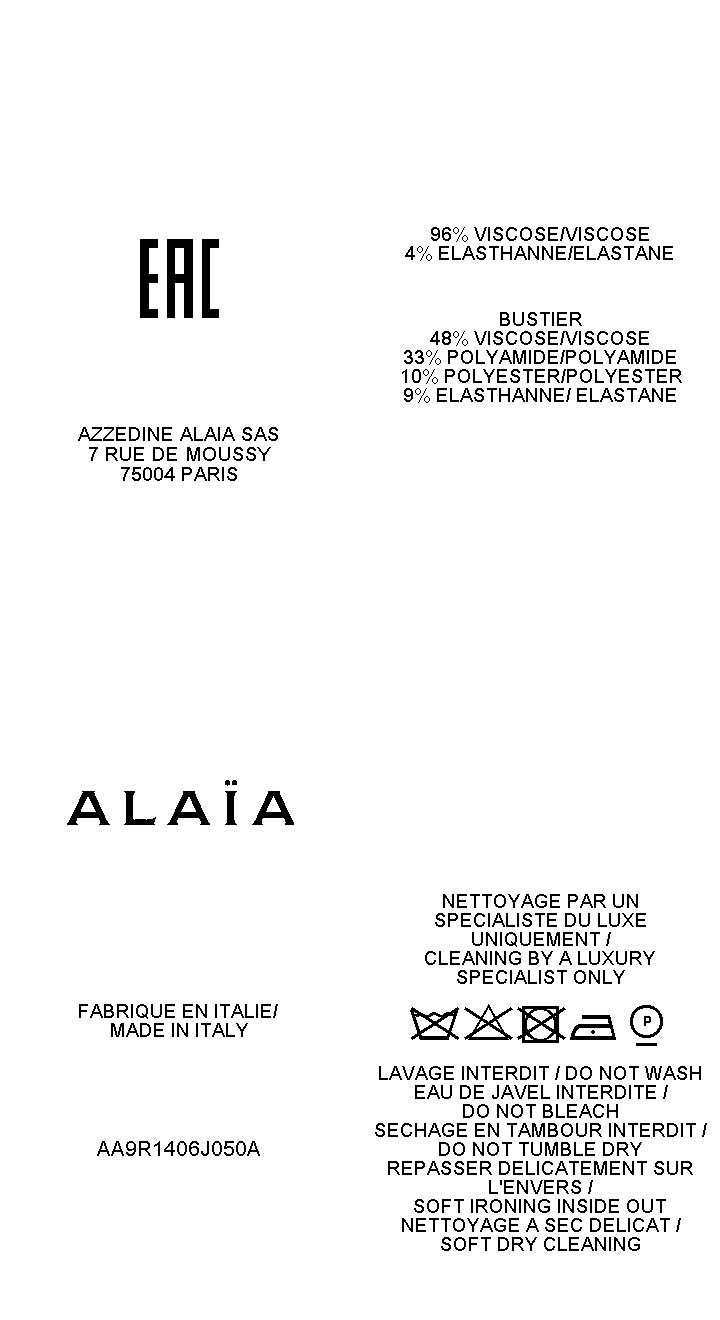 EAC
AZZEDINE ALAIA SAS
7 RUE DE MOUSSY
75004 PARIS
96% VISCOSE/VISCOSE
4% ELASTHANNE/ELASTANE
BUSTIER
48% VISCOSE/VISCOSE
33% POLYAMIDE/POLYAMIDE
10% POLYESTER/POLYESTER
9% ELASTHANNE/ ELASTANE
ALAÏA
FABRIQUE EN ITALIE/
MADE IN ITALY
AA9R1406J050A
NETTOYAGE PAR UN
SPECIALISTE DU LUXE
UNIQUEMENT /
CLEANING BY A LUXURY
SPECIALIST ONLY
P
LAVAGE INTERDIT / DO NOT WASH
EAU DE JAVEL INTERDITE /
DO NOT BLEACH
SECHAGE EN TAMBOUR INTERDIT /
DO NOT TUMBLE DRY
REPASSER DELICATEMENT SUR
L'ENVERS /
SOFT IRONING INSIDE OUT
NETTOYAGE A SEC DELICAT /
SOFT DRY CLEANING